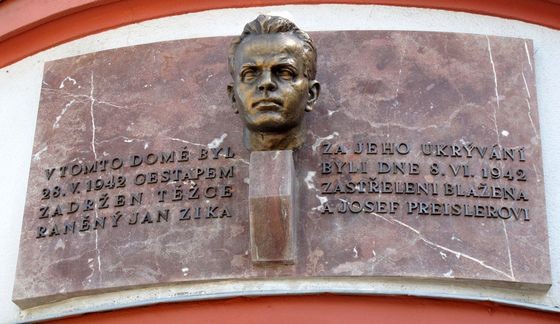 V TOMTO DOMĚ BYL
28. V. 1942 GESTAPEM
ZADRŽEN TĚŽCE
RANĚNÝ JAN ZIKA
ZA JEHO UKRÝVÁNÍ
BYLI DNE 8. VI. 1942
ZASTŘELENI BLAŽENA
A JOSEF PREISLEROVI